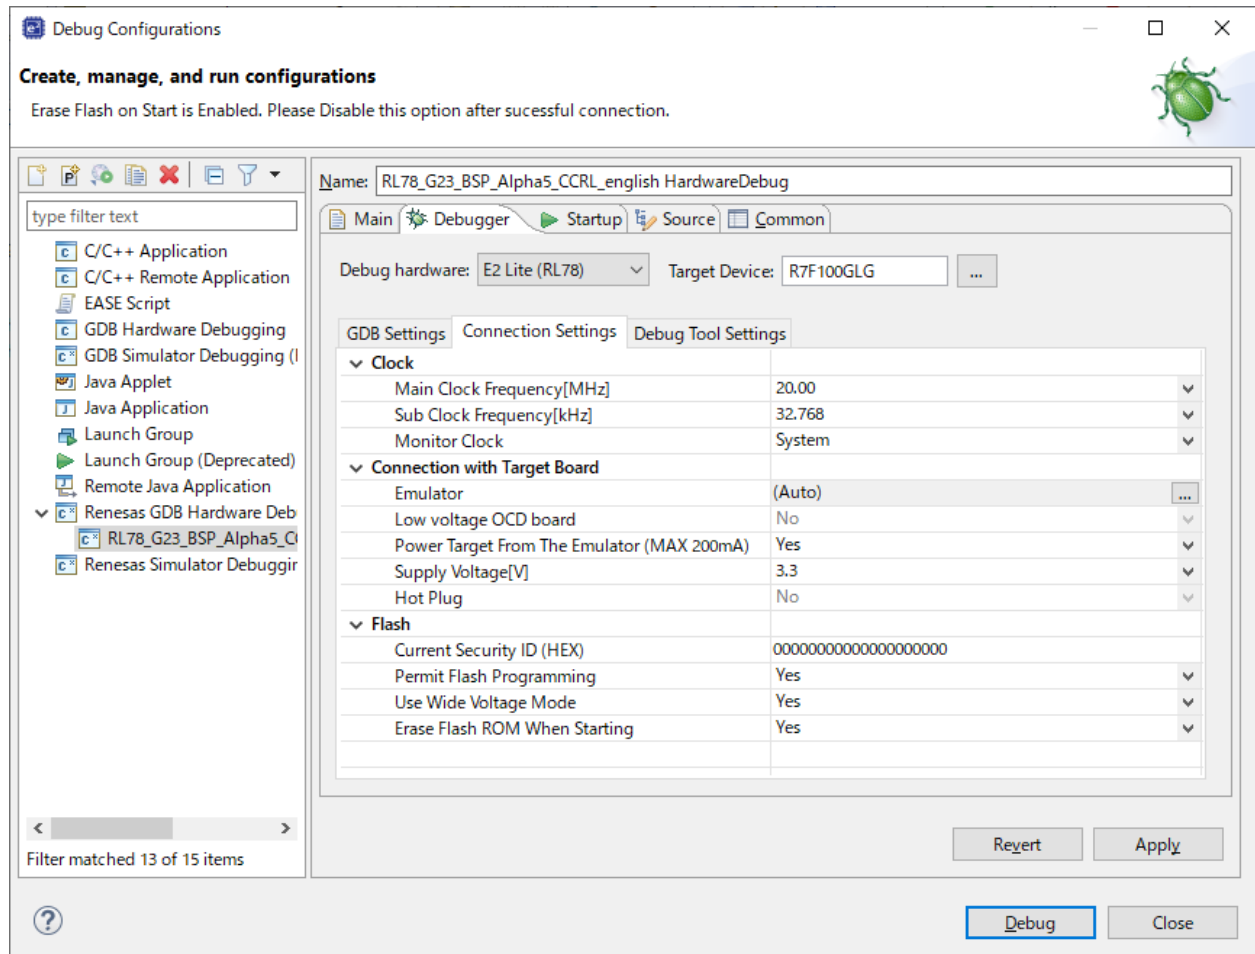 Debug Configurations
Create, manage, and run configurations
Erase Flash on Start is Enabled. Please Disable this option after sucessful connection.
type filter text
C/C++ Application
C/C++ Remote Application
EASE Script
GDB Hardware Debugging
GDB Simulator Debugging (
Java Applet
Java Application
Launch Group
Launch Group (Deprecated)
Remote Java Application
Renesas GDB Hardware Deb
RL78_G23_BSP_Alpha5_C
Renesas Simulator Debuggir
Filter matched 13 of 15 items
Name: RL78_G23_BSP_Alpha5_CCRL_english HardwareDebug
Main Debugger Startup Source Common
Debug hardware: E2 Lite (RL78) Target Device: R7F100GLG ...
GDB Settings Connection Settings Debug Tool Settings
Clock
Main Clock Frequency[MHz] 20.00
Sub Clock Frequency[kHz] 32.768
Monitor Clock System
Connection with Target Board
Emulator (Auto) ...
Low voltage OCD board No
Power Target From The Emulator (MAX 200mA) Yes
Supply Voltage[V] 3.3
Hot Plug No
Flash
Current Security ID (HEX) 00000000000000000000
Permit Flash Programming Yes
Use Wide Voltage Mode Yes
Erase Flash ROM When Starting Yes
Revert Apply
Debug Close